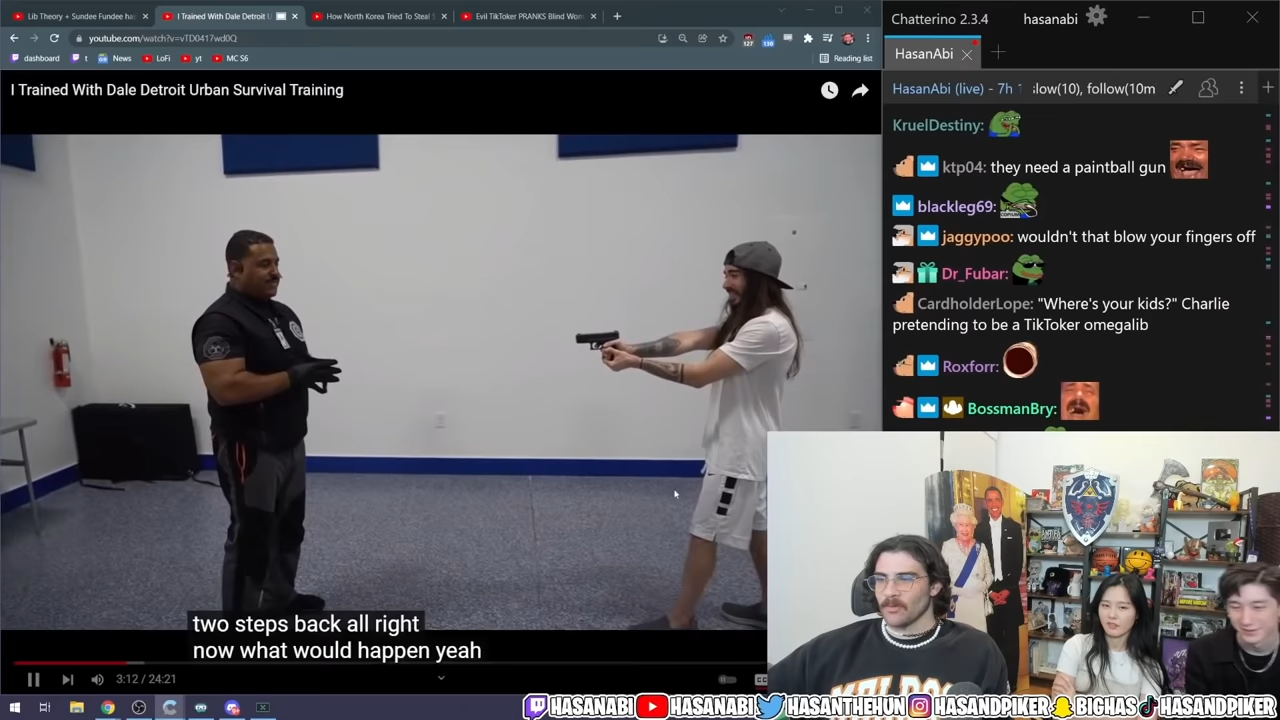 Lib Theory + Sundee Fundee ha
I Trained With Dale Detroit U
How North Korea Tried To Steal
Evil TikToker PRANKS Blind Wom
youtube.com/watch?v=vTD0417wd0Q
127
130
dashboard
t
News
LoFi
yt
MC S6
Reading list
I Trained With Dale Detroit Urban Survival Training
two steps back all right
now what would happen yeah
3:12 / 24:21
Chatterino 2.3.4
hasanabi
HasanAbi
HasanAbi (live) - 7h
low(10), follow(10m
KruelDestiny:
ktp04: they need a paintball gun
blackleg69:
jaggypoo: wouldn't that blow your fingers off
Dr_Fubar:
CardholderLope: "Where's your kids?" Charlie
pretending to be a TikToker omegalib
Roxforr:
BossmanBry:
HASANABI
HASANABI
HASANTHEHUN
HASANDPIKER
BIGHAS
HASANDPIKER